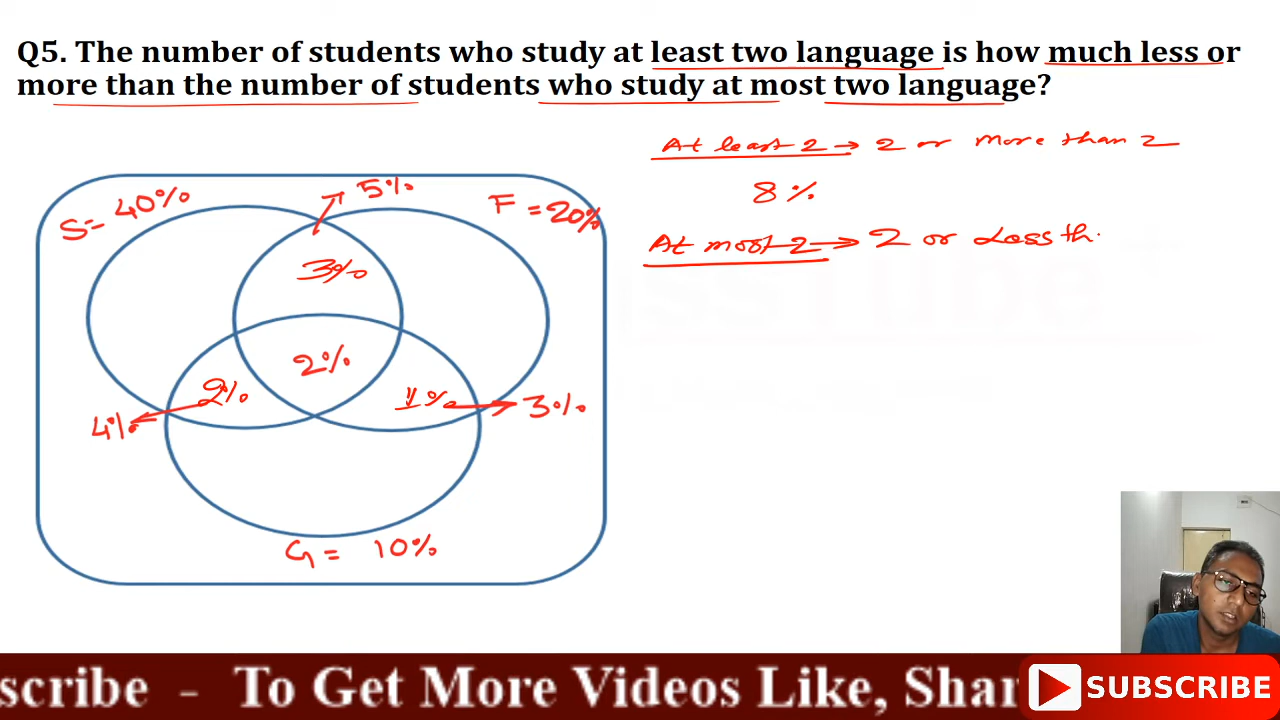 Q5. The number of students who study at least two language is how much less or
more than the number of students who study at most two language?
At least 2 → 2 or more than 2
8%
At most 2 → 2 or Less th
S = 40%
5%
F = 20%
3%
2%
2%
1%
4%
3%
G = 10%
scribe - To Get More Videos Like, Shar
SUBSCRIBE